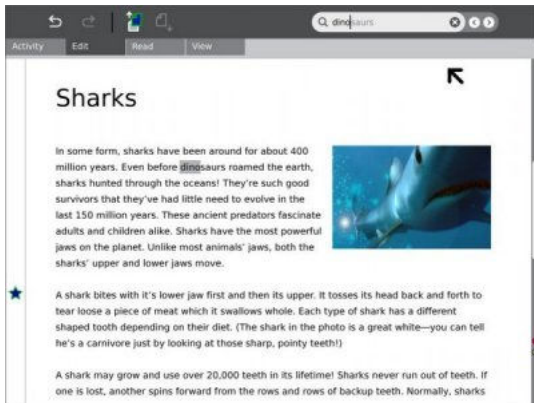 dinosaurs
Activity
Edit
Read
View
Sharks
In some form, sharks have been around for about 400
million years. Even before dinosaurs roamed the earth,
sharks hunted through the oceans! They're such good
survivors that they've had little need to evolve in the
last 150 million years. These ancient predators fascinate
adults and children alike. Sharks have the most powerful
jaws on the planet. Unlike most animals' jaws, both the
sharks' upper and lower jaws move.
A shark bites with it's lower jaw first and then its upper. It tosses its head back and forth to
tear loose a piece of meat which it swallows whole. Each type of shark has a different
shaped tooth depending on their diet. (The shark in the photo is a great white—you can tell
he's a carnivore just by looking at those sharp, pointy teeth!)
A shark may grow and use over 20,000 teeth in its lifetime! Sharks never run out of teeth. If
one is lost, another spins forward from the rows and rows of backup teeth. Normally, sharks